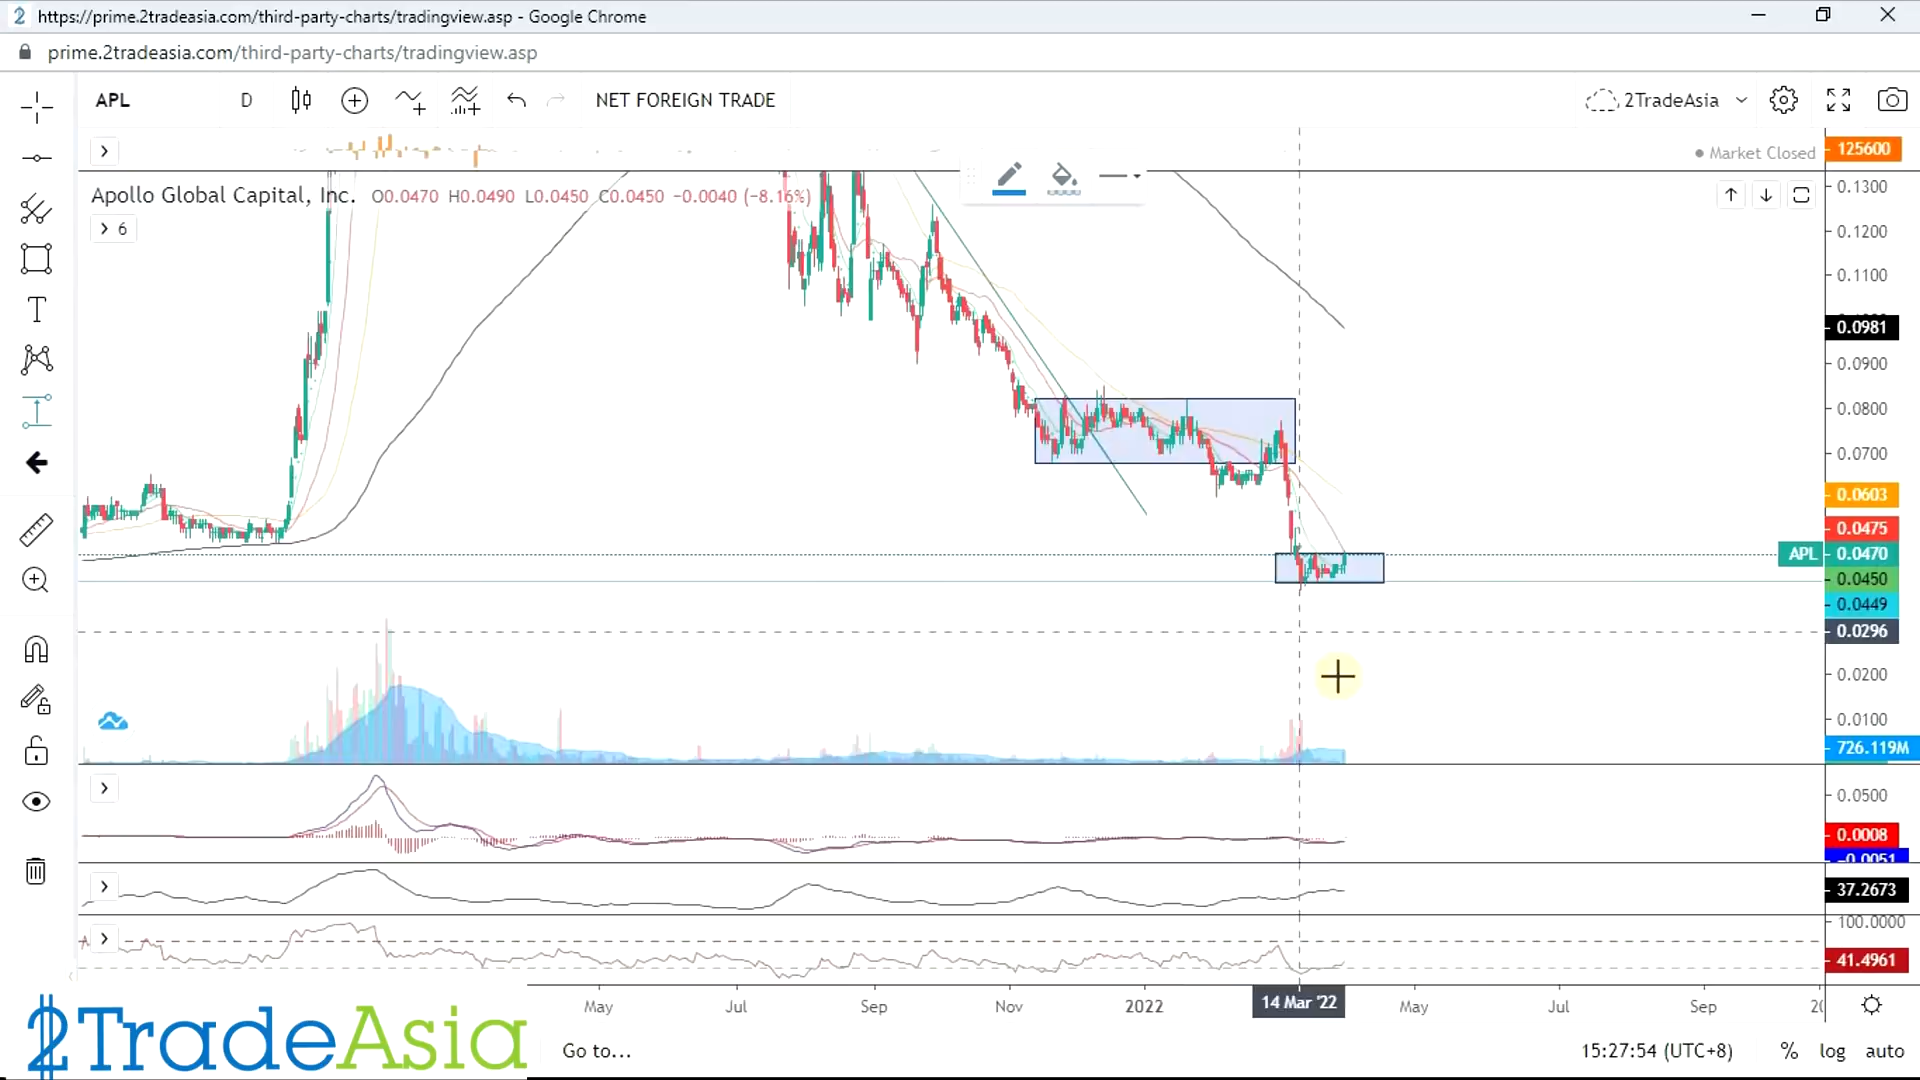 https://prime.2tradeasia.com/third-party-charts/tradingview.asp - Google Chrome
prime.2tradeasia.com/third-party-charts/tradingview.asp
APL D NET FOREIGN TRADE 2TradeAsia
Market Closed 125600
Apollo Global Capital, Inc. O0.0470 H0.0490 L0.0450 C0.0450 −0.0040 (−8.16%)
6
0.1300
0.1200
0.1100
0.0981
0.0900
0.0800
0.0700
0.0603
0.0475
APL 0.0470
0.0450
0.0449
0.0296
0.0200
0.0100
726.119M
0.0500
0.0008
−0.0051
37.2673
100.0000
41.4961
May Jul Sep Nov 2022 14 Mar '22 May Jul Sep
2TradeAsia
Go to... 15:27:54 (UTC+8) % log auto